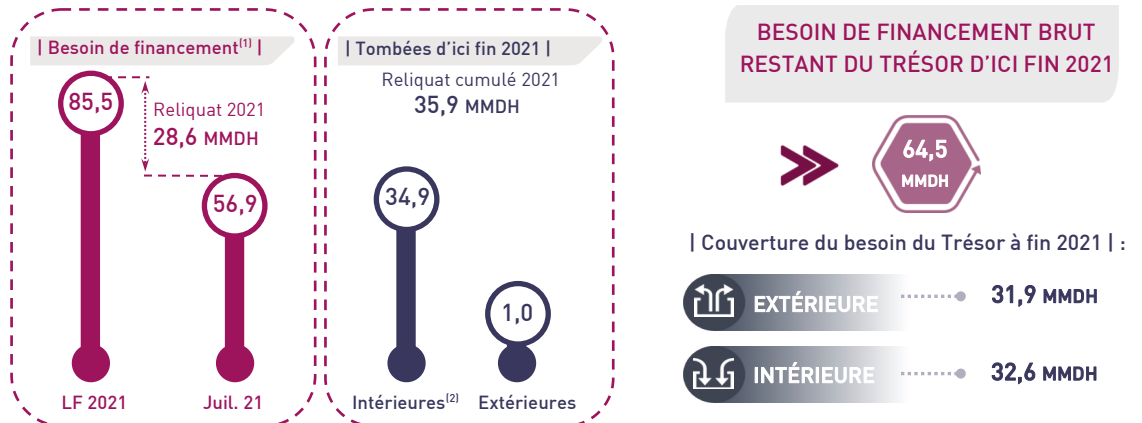 | Besoin de financement(1) |
85,5
Reliquat 2021
28,6 MMDH
56,9
LF 2021
Juil. 21
| Tombées d'ici fin 2021 |
Reliquat cumulé 2021
35,9 MMDH
34,9
1,0
Intérieures(2)
Extérieures
BESOIN DE FINANCEMENT BRUT
RESTANT DU TRÉSOR D'ICI FIN 2021
64,5
MMDH
| Couverture du besoin du Trésor à fin 2021 | :
EXTÉRIEURE
31,9 MMDH
INTÉRIEURE
32,6 MMDH